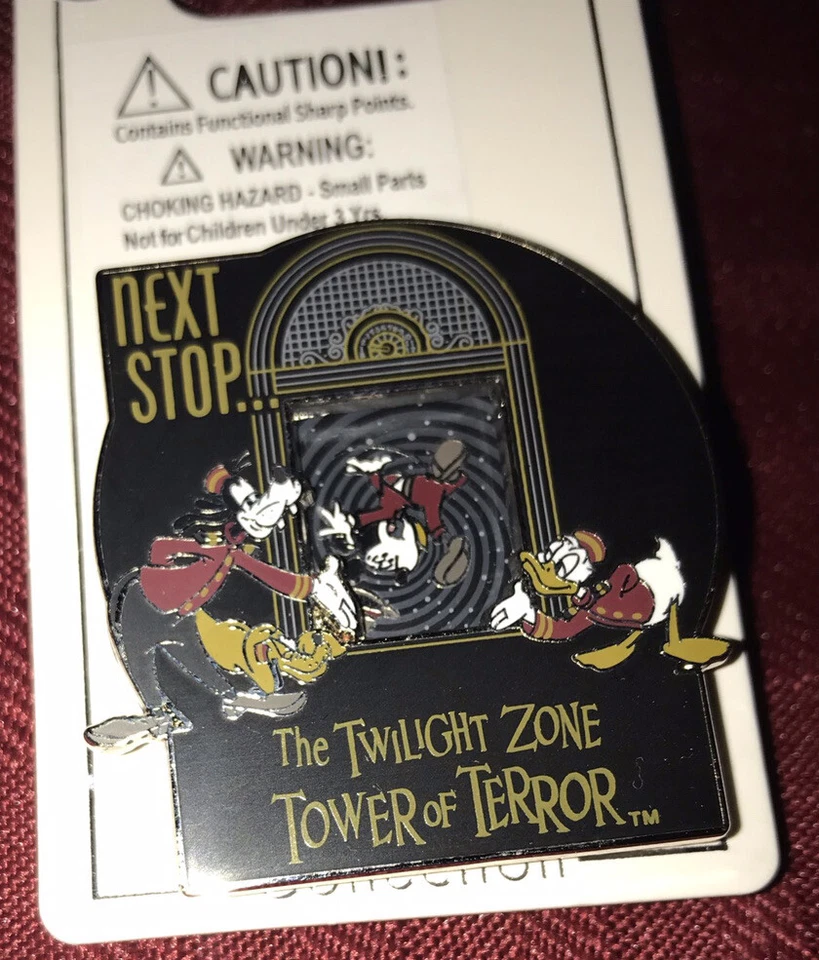 CAUTION!:
Contains Functional Sharp Points.
WARNING:
CHOKING HAZARD - Small Parts
Not for Children Under 3 Yrs.
NEXT
STOP...
The TWILIGHT ZONE
TOWER OF TERROR™